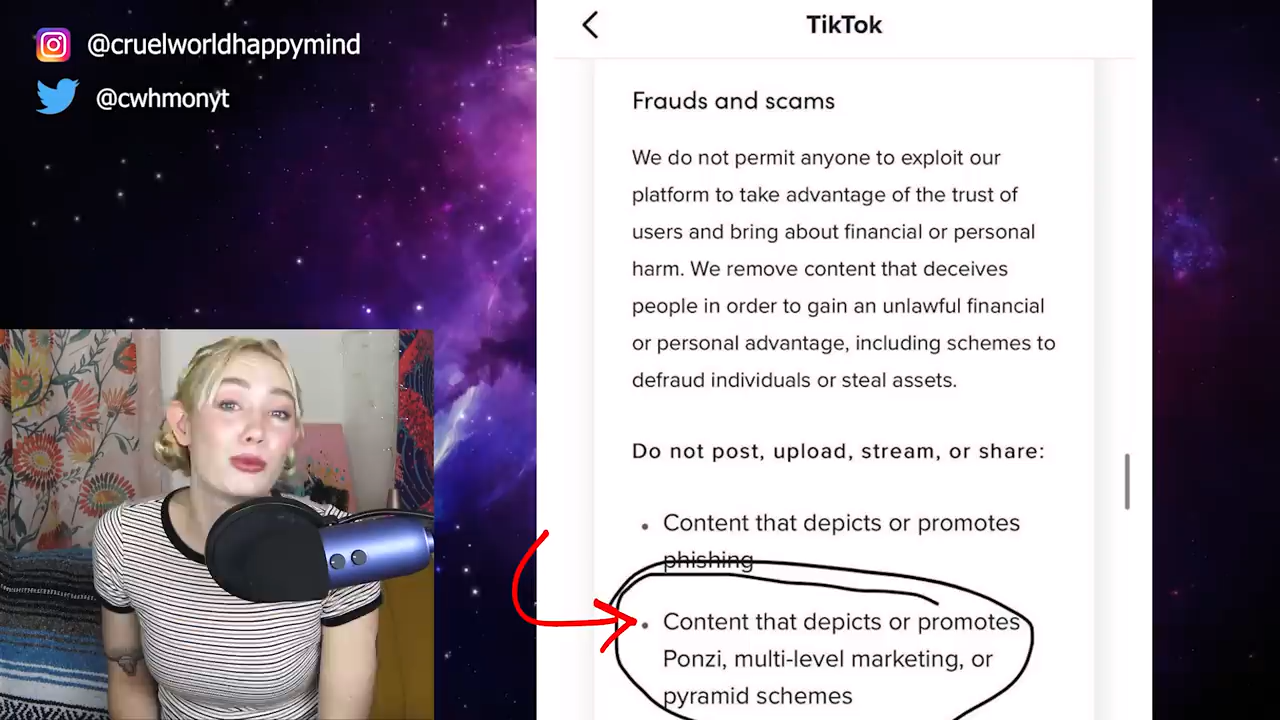 @cruelworldhappymind
@cwhmonyt
TikTok
Frauds and scams
We do not permit anyone to exploit our
platform to take advantage of the trust of
users and bring about financial or personal
harm. We remove content that deceives
people in order to gain an unlawful financial
or personal advantage, including schemes to
defraud individuals or steal assets.
Do not post, upload, stream, or share:
• Content that depicts or promotes
phishing
• Content that depicts or promotes
Ponzi, multi-level marketing, or
pyramid schemes